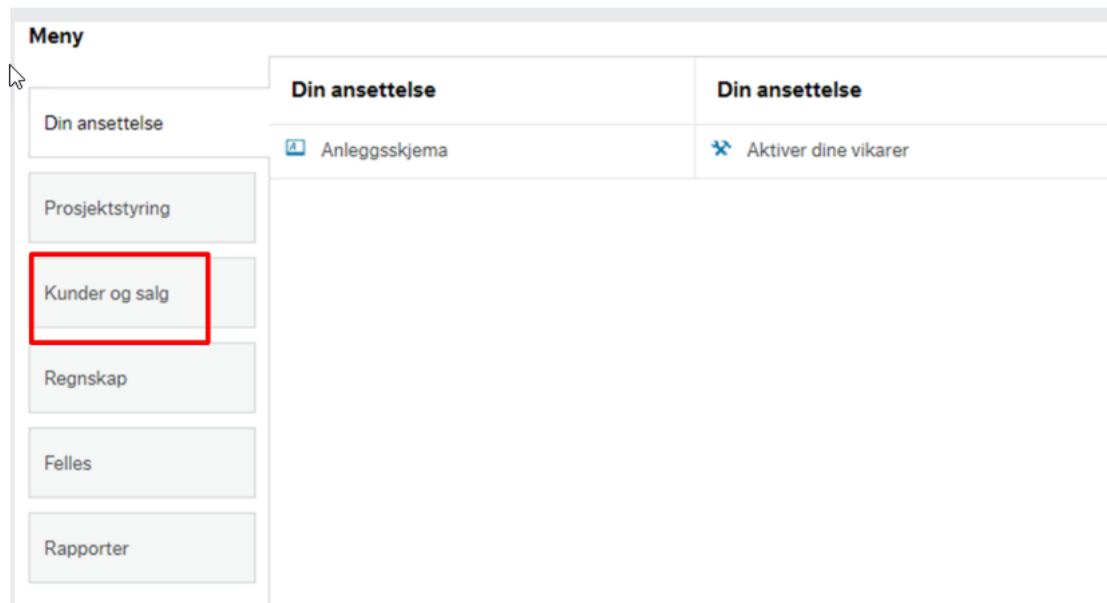 Meny
Din ansettelse
Prosjektstyring
Kunder og salg
Regnskap
Felles
Rapporter
Din ansettelse
Anleggsskjema
Din ansettelse
Aktiver dine vikarer